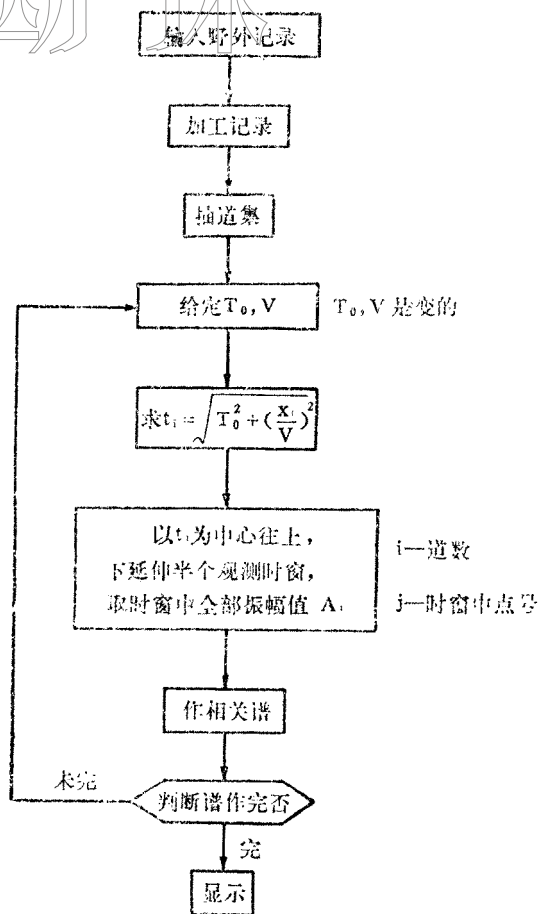 输入野外记录
加工记录
抽道集
给定T₀,V
T₀,V 是变的
求tᵢ=√T₀²+(xᵢ/V)²
以tᵢ为中心往上，
下延伸半个观测时窗，
取时窗中全部振幅值 Aᵢ
i—道数
j—时窗中点号
作相关谱
未完
判断谱作完否
完
显示